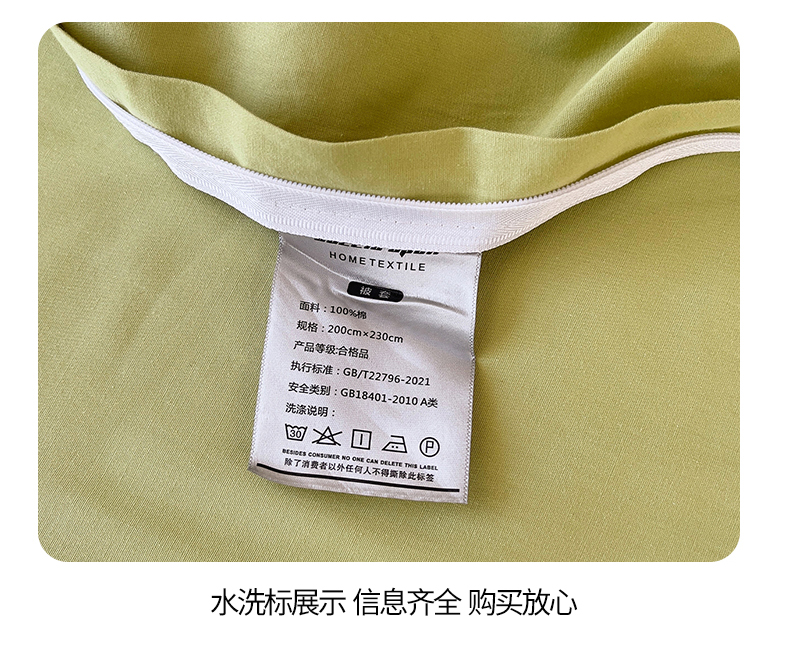 HOME TEXTILE
被套
面料：100%棉
规格：200cm×230cm
产品等级:合格品
执行标准：GB/T22796-2021
安全类别：GB18401-2010 A类
洗涤说明：
30
P
BESIDES CONSUMER NO ONE CAN DELETE THIS LABEL
除了消费者以外任何人不得撕除此标签
水洗标展示 信息齐全 购买放心